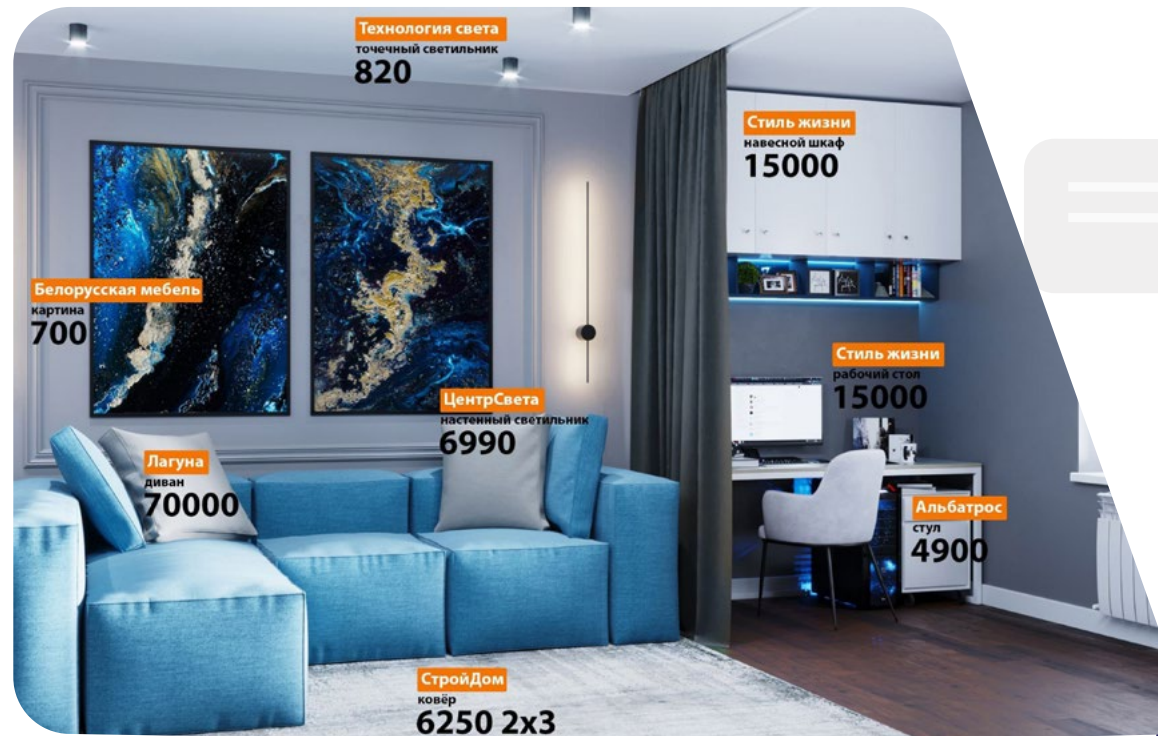 Технология света
точечный светильник
820
Стиль жизни
навесной шкаф
15000
Белорусская мебель
картина
700
Стиль жизни
рабочий стол
15000
ЦентрСвета
настенный светильник
6990
Лагуна
диван
70000
Альбатрос
стул
4900
СтройДом
ковёр
6250 2x3